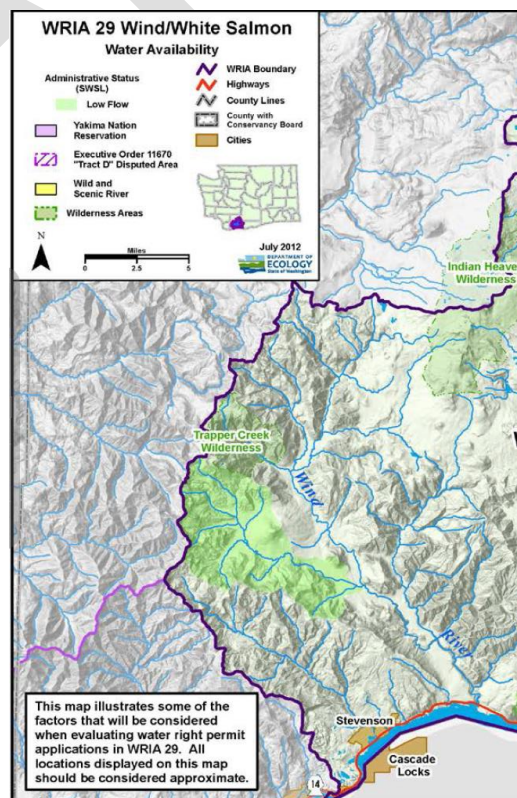 WRIA 29 Wind/White Salmon
Water Availability
Administrative Status
(SWSL)
Low Flow
Yakima Nation
Reservation
Executive Order 11670
"Tract D" Disputed Area
Wild and
Scenic River
Wilderness Areas
WRIA Boundary
Highways
County Lines
County with
Conservancy Board
Cities
N
Miles
0 2.5 5
July 2012
DEPARTMENT OF
ECOLOGY
State of Washington
Indian Heave
Wilderness
Trapper Creek
Wilderness
Wind
River
Stevenson
Cascade
Locks
14
This map illustrates some of the
factors that will be considered
when evaluating water right permit
applications in WRIA 29. All
locations displayed on this map
should be considered approximate.